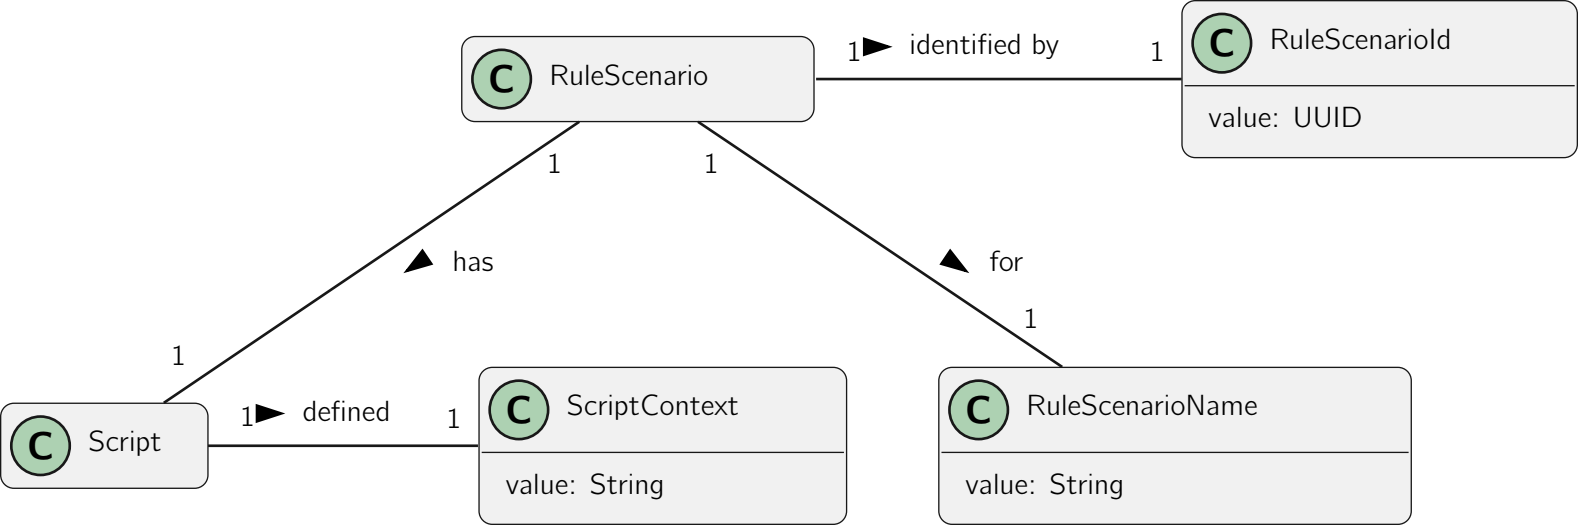 C RuleScenario
1 ► identified by 1
C RuleScenarioId
value: UUID
1
1
has
for
1
1
C Script
1 ► defined 1
C ScriptContext
value: String
C RuleScenarioName
value: String